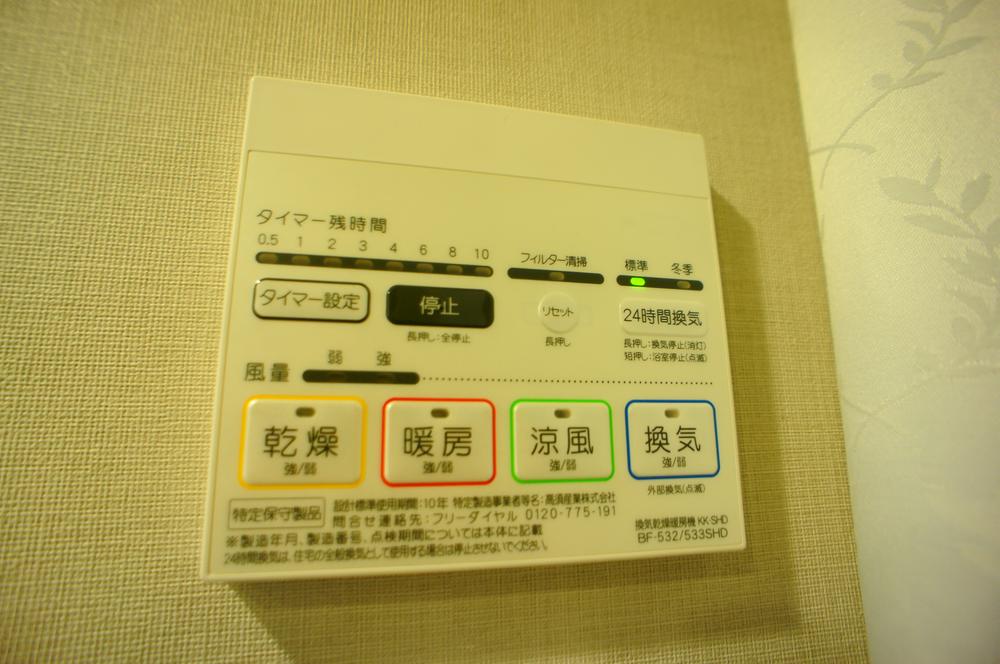 タイマー残時間
0.5 1 2 3 4 6 8 10
フィルター清掃
標準 冬季
タイマー設定
停止
リセット
24時間換気
長押し:全停止
長押し
長押し:換気停止(消灯)
短押し:浴室停止(点滅)
風量 弱 強
乾燥 強/弱
暖房 強/弱
涼風 強/弱
換気 強/弱
外部換気(点滅)
特定保守製品
設計標準使用期間:10年 特定製造事業者等名:高須産業株式会社
問合せ連絡先:フリーダイヤル 0120-775-191
※製造年月、製造番号、点検期間については本体に記載
24時間換気は、住宅の全般換気として使用する場合は停止させないでください。
換気乾燥暖房機 KK-SHD
BF-532/533SHD